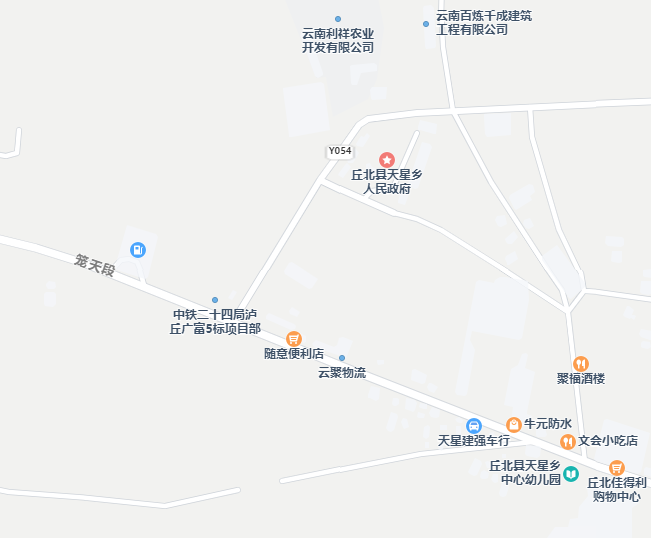 云南百炼千成建筑
工程有限公司
云南利祥农业
开发有限公司
Y054
丘北县天星乡
人民政府
笼天段
中铁二十四局泸
丘广富5标项目部
随意便利店
云聚物流
聚福酒楼
牛元防水
天星建强车行
文会小吃店
丘北县天星乡
中心幼儿园
丘北佳得利
购物中心